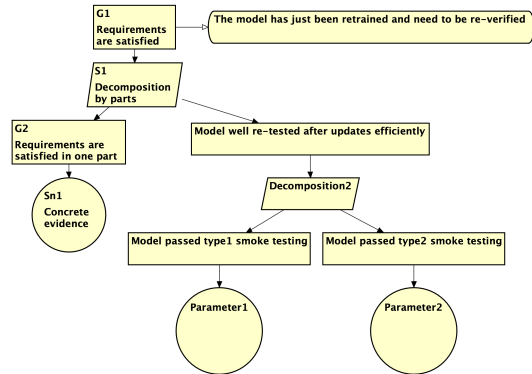 G1
Requirements
are satisfied
The model has just been retrained and need to be re-verified
S1
Decomposition
by parts
G2
Requirements are
satisfied in one part
Model well re-tested after updates efficiently
Sn1
Concrete
evidence
Decomposition2
Model passed type1 smoke testing
Model passed type2 smoke testing
Parameter1
Parameter2